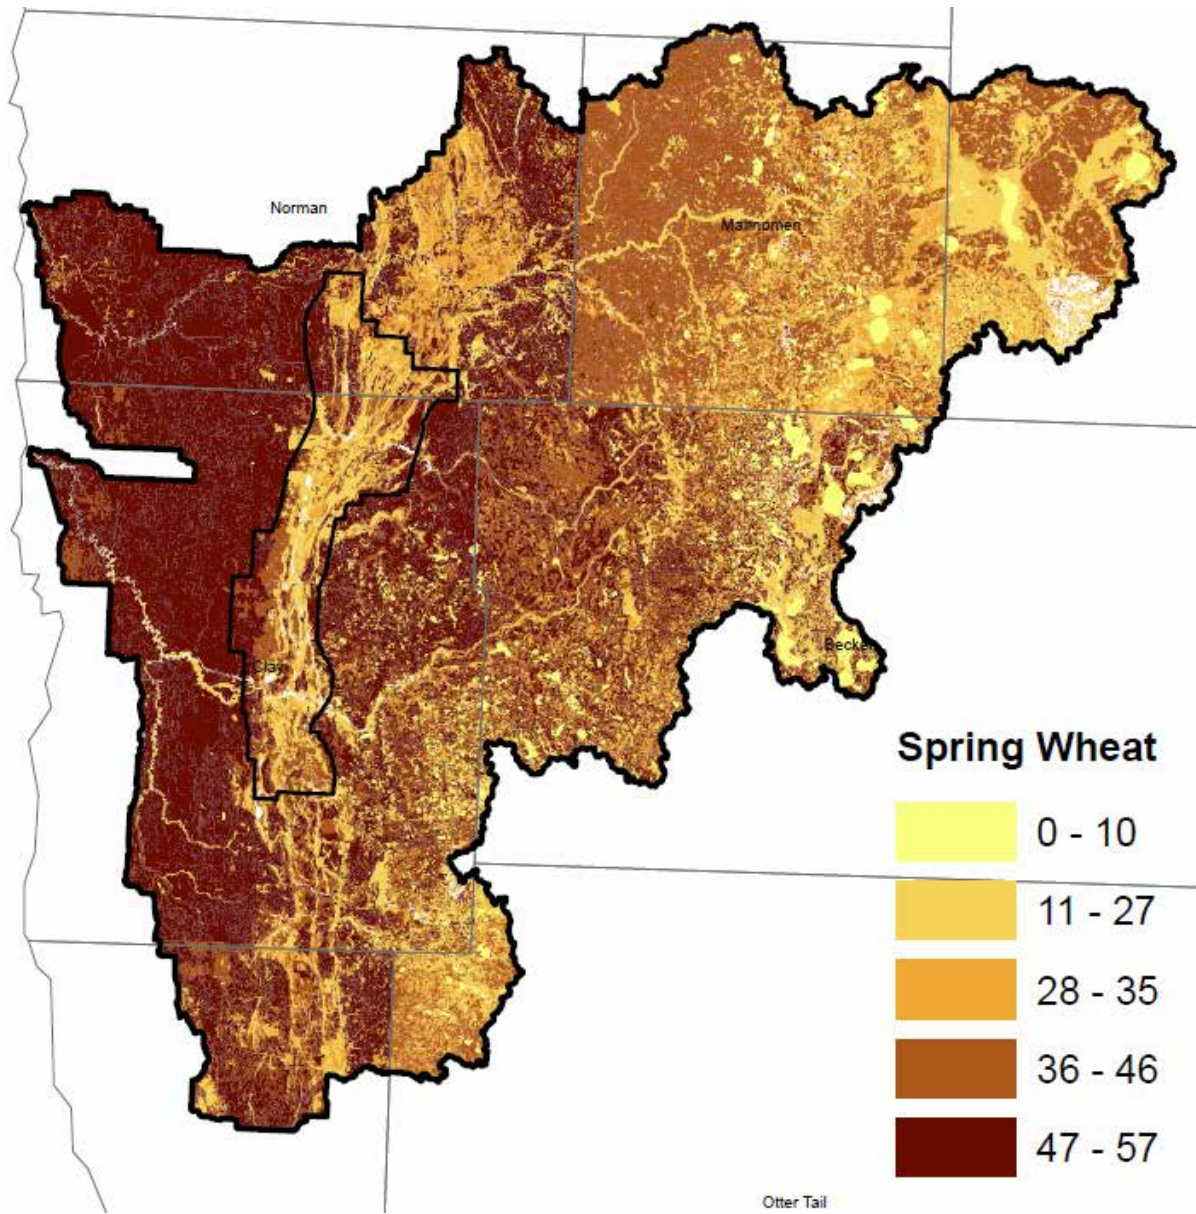 Norman
Mahnomen
Clay
Becker
Spring Wheat
0 - 10
11 - 27
28 - 35
36 - 46
47 - 57
Otter Tail